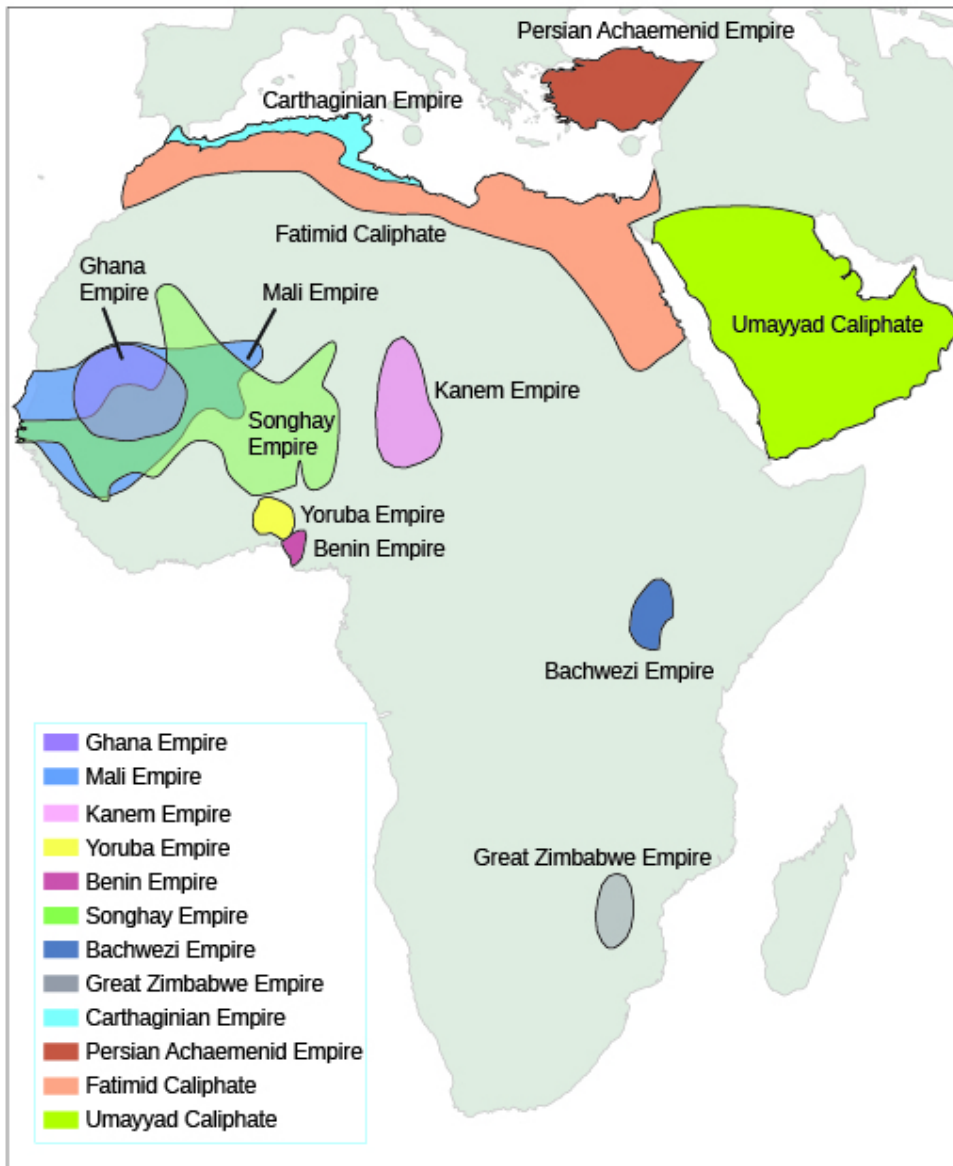 Persian Achaemenid Empire
Carthaginian Empire
Fatimid Caliphate
Ghana
Empire
Mali Empire
Umayyad Caliphate
Kanem Empire
Songhay
Empire
Yoruba Empire
Benin Empire
Bachwezi Empire
Great Zimbabwe Empire
Ghana Empire
Mali Empire
Kanem Empire
Yoruba Empire
Benin Empire
Songhay Empire
Bachwezi Empire
Great Zimbabwe Empire
Carthaginian Empire
Persian Achaemenid Empire
Fatimid Caliphate
Umayyad Caliphate